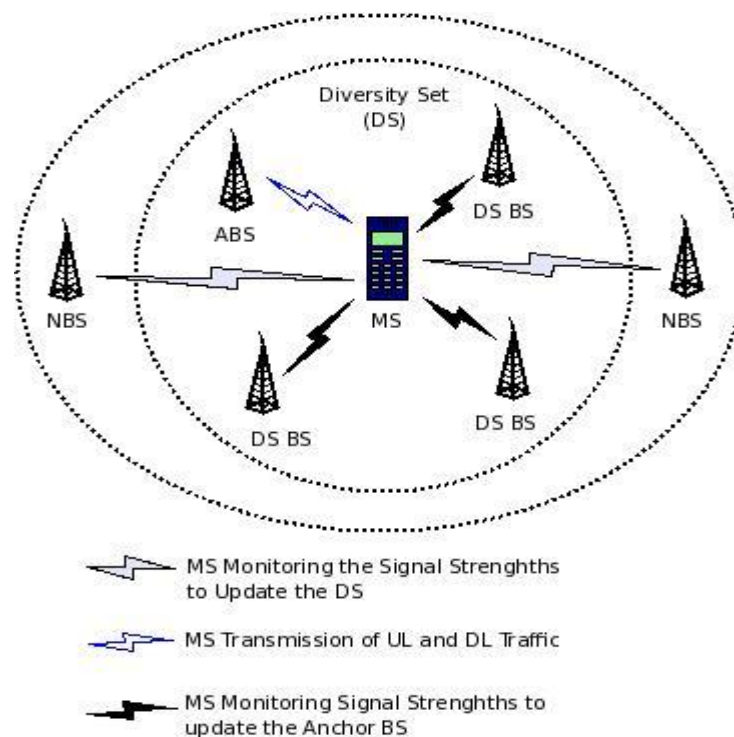 Diversity Set
(DS)
ABS
DS BS
NBS
MS
NBS
DS BS
DS BS
MS Monitoring the Signal Strenghths
to Update the DS
MS Transmission of UL and DL Traffic
MS Monitoring Signal Strenghths to
update the Anchor BS